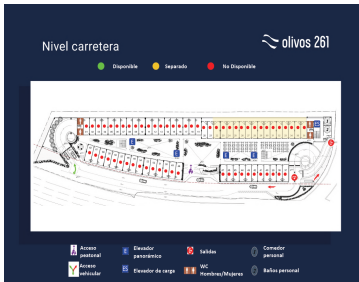 olivos 261
Nivel carretera
Disponible
Separado
No Disponible
Acceso
peatonal
Elevador
panorámico
Salidas
Comedor
personal
Acceso
vehicular
Elevador de carga
WC
Hombres/Mujeres
Baños personal